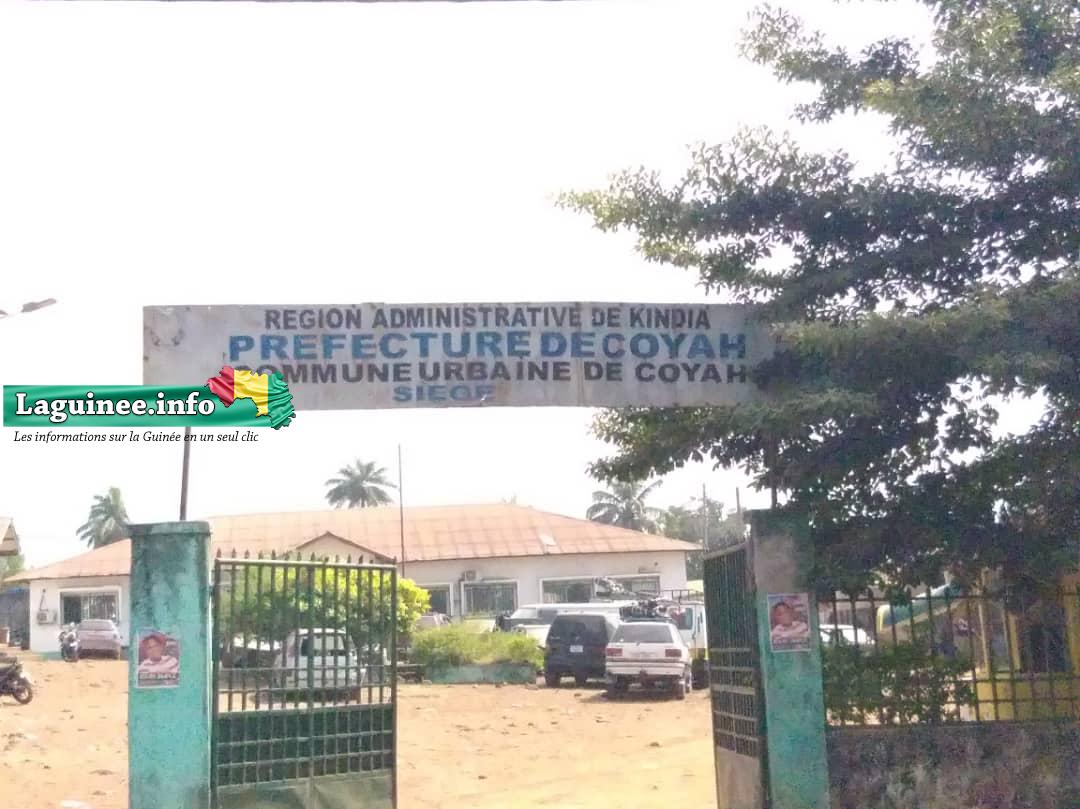 REGION ADMINISTRATIVE DE KINDIA
PREFECTURE DE COYAH
COMMUNE URBAINE DE COYAH
SIEGE
Laguinee.info
Les informations sur la Guinée en un seul clic